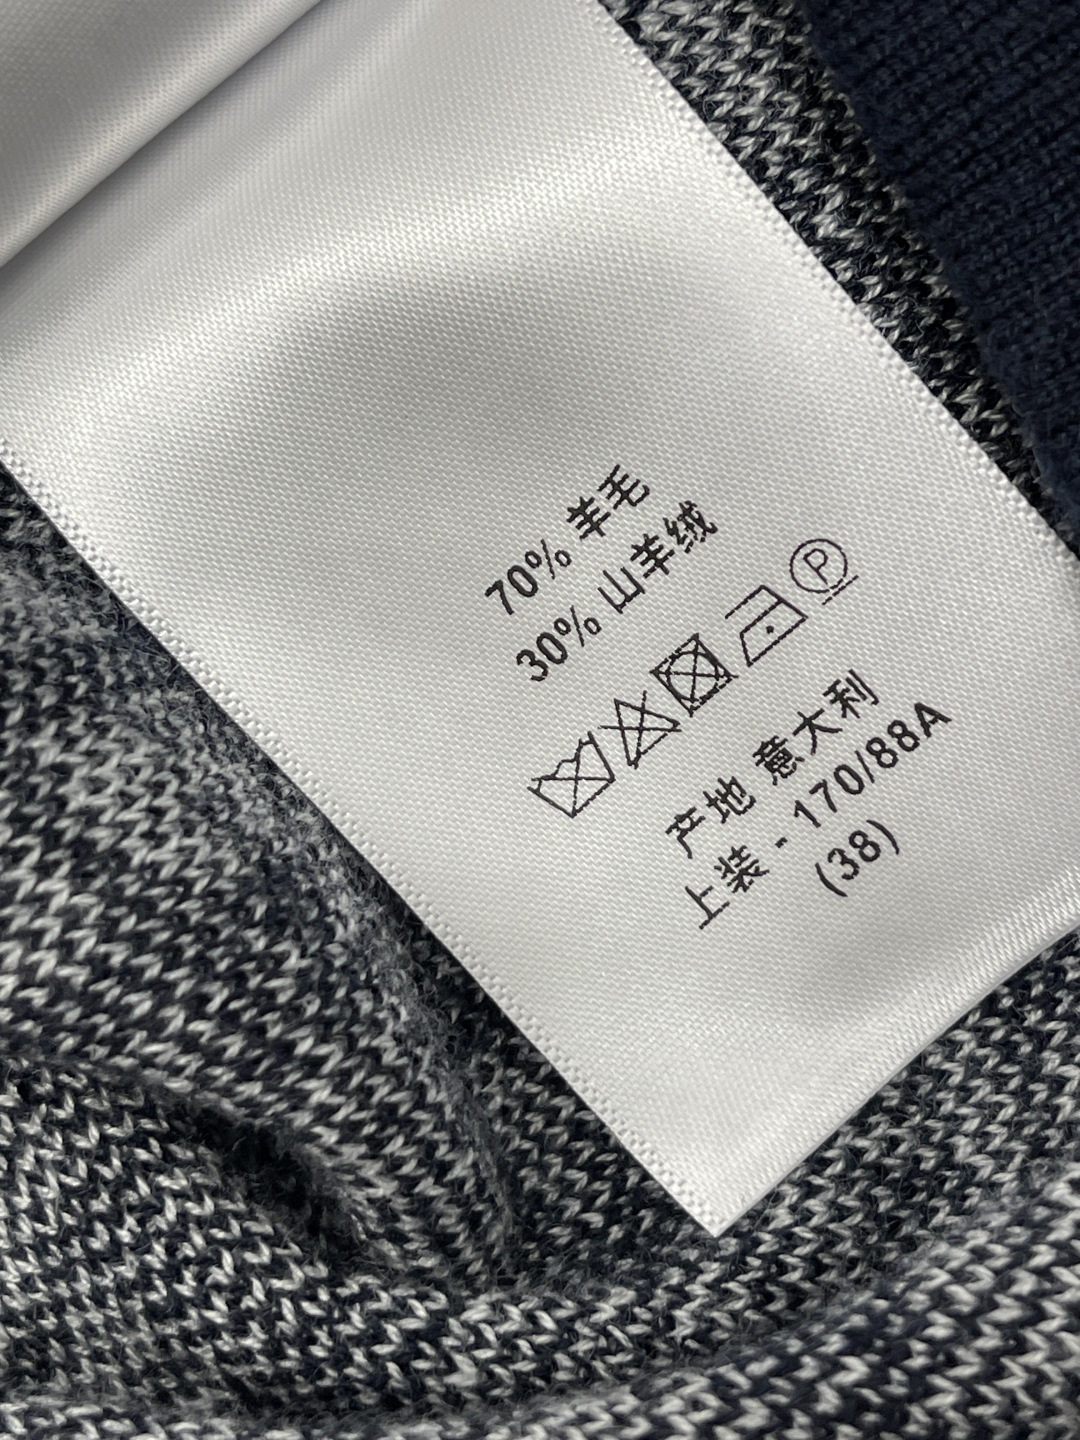 70% 羊毛
30% 山羊绒
P
产地 意大利
上装 - 170/88A
(38)